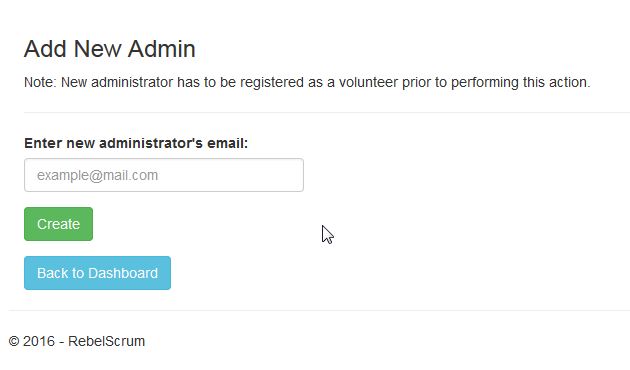 Add New Admin
Note: New administrator has to be registered as a volunteer prior to performing this action.
Enter new administrator's email:
example@mail.com
Create
Back to Dashboard
© 2016 - RebelScrum